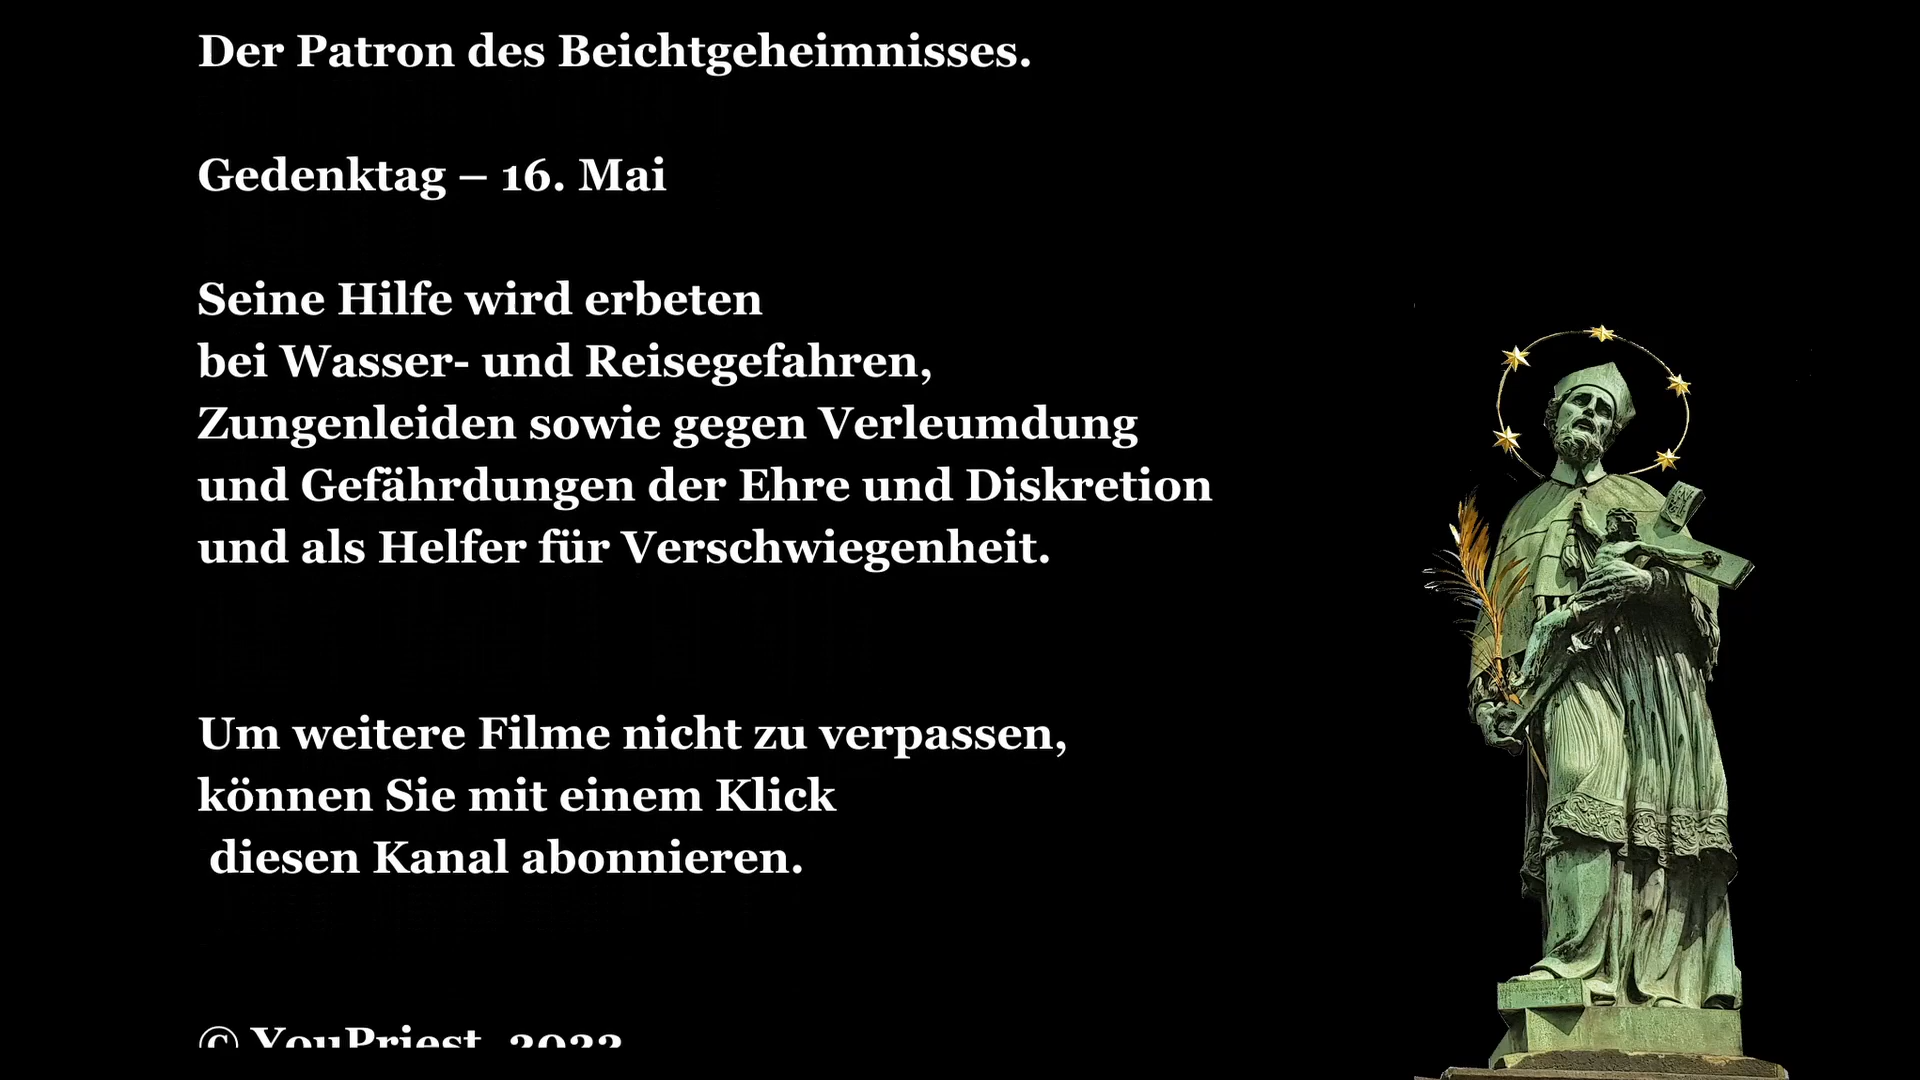 Der Patron des Beichtgeheimnisses.
Gedenktag – 16. Mai
Seine Hilfe wird erbeten
bei Wasser- und Reisegefahren,
Zungenleiden sowie gegen Verleumdung
und Gefährdungen der Ehre und Diskretion
und als Helfer für Verschwiegenheit.
Um weitere Filme nicht zu verpassen,
können Sie mit einem Klick
diesen Kanal abonnieren.
© YouPriest